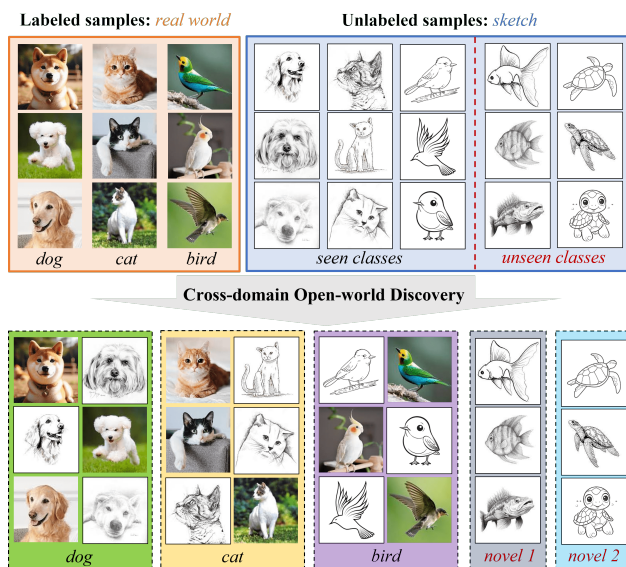 Labeled samples: real world
Unlabeled samples: sketch
dog
cat
bird
seen classes
unseen classes
Cross-domain Open-world Discovery
dog
cat
bird
novel 1
novel 2